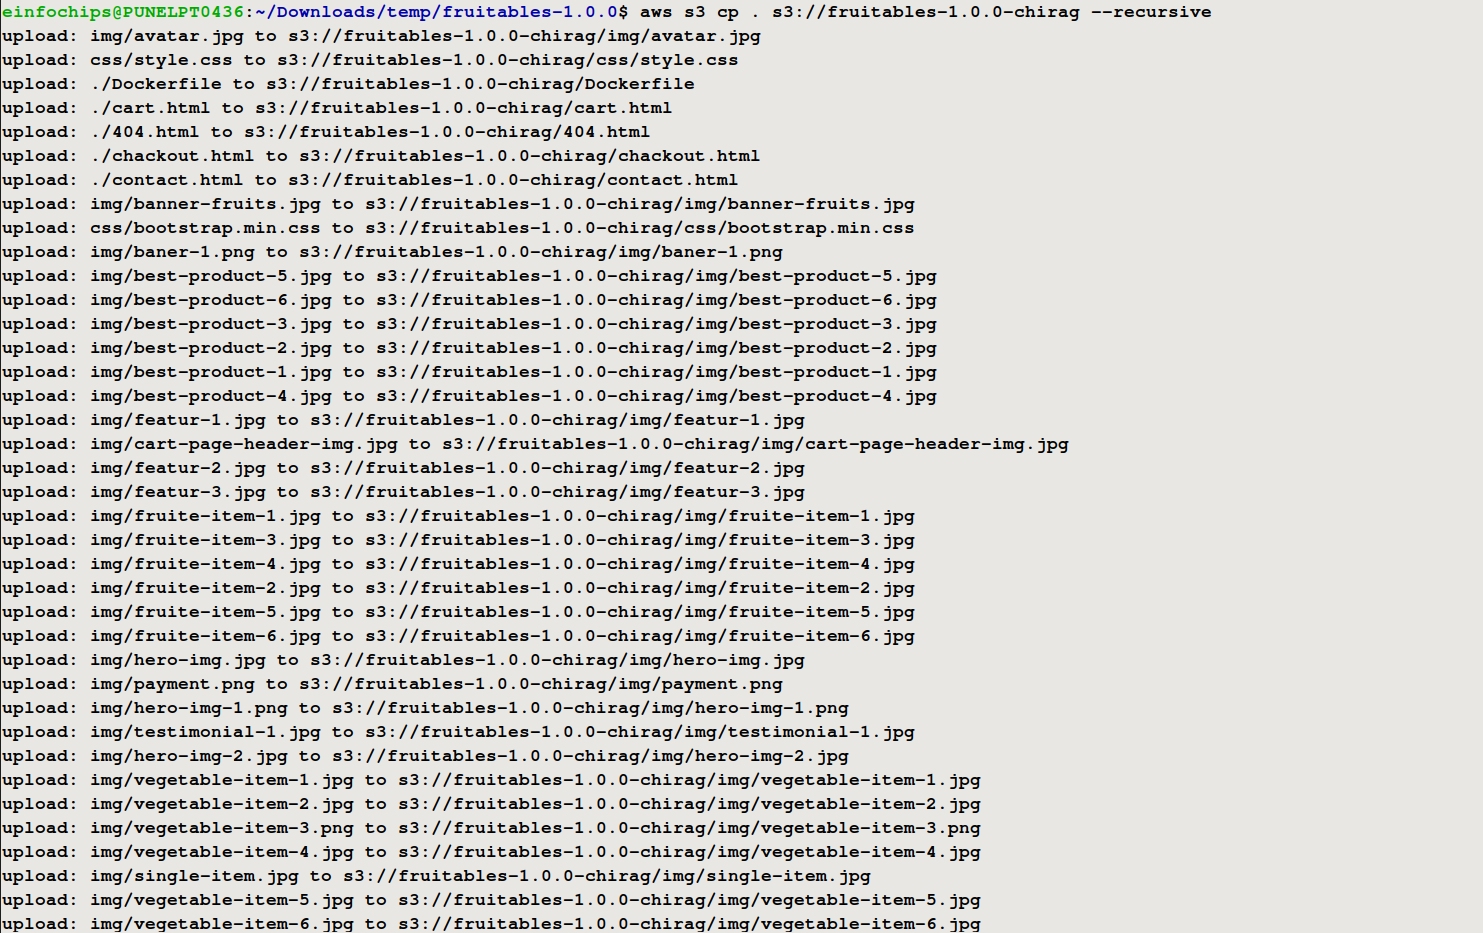 einfochips@PUNELPT0436:~/Downloads/temp/fruitables-1.0.0$ aws s3 cp . s3://fruitables-1.0.0-chirag --recursive
upload: img/avatar.jpg to s3://fruitables-1.0.0-chirag/img/avatar.jpg
upload: css/style.css to s3://fruitables-1.0.0-chirag/css/style.css
upload: ./Dockerfile to s3://fruitables-1.0.0-chirag/Dockerfile
upload: ./cart.html to s3://fruitables-1.0.0-chirag/cart.html
upload: ./404.html to s3://fruitables-1.0.0-chirag/404.html
upload: ./chackout.html to s3://fruitables-1.0.0-chirag/chackout.html
upload: ./contact.html to s3://fruitables-1.0.0-chirag/contact.html
upload: img/banner-fruits.jpg to s3://fruitables-1.0.0-chirag/img/banner-fruits.jpg
upload: css/bootstrap.min.css to s3://fruitables-1.0.0-chirag/css/bootstrap.min.css
upload: img/baner-1.png to s3://fruitables-1.0.0-chirag/img/baner-1.png
upload: img/best-product-5.jpg to s3://fruitables-1.0.0-chirag/img/best-product-5.jpg
upload: img/best-product-6.jpg to s3://fruitables-1.0.0-chirag/img/best-product-6.jpg
upload: img/best-product-3.jpg to s3://fruitables-1.0.0-chirag/img/best-product-3.jpg
upload: img/best-product-2.jpg to s3://fruitables-1.0.0-chirag/img/best-product-2.jpg
upload: img/best-product-1.jpg to s3://fruitables-1.0.0-chirag/img/best-product-1.jpg
upload: img/best-product-4.jpg to s3://fruitables-1.0.0-chirag/img/best-product-4.jpg
upload: img/featur-1.jpg to s3://fruitables-1.0.0-chirag/img/featur-1.jpg
upload: img/cart-page-header-img.jpg to s3://fruitables-1.0.0-chirag/img/cart-page-header-img.jpg
upload: img/featur-2.jpg to s3://fruitables-1.0.0-chirag/img/featur-2.jpg
upload: img/featur-3.jpg to s3://fruitables-1.0.0-chirag/img/featur-3.jpg
upload: img/fruite-item-1.jpg to s3://fruitables-1.0.0-chirag/img/fruite-item-1.jpg
upload: img/fruite-item-3.jpg to s3://fruitables-1.0.0-chirag/img/fruite-item-3.jpg
upload: img/fruite-item-4.jpg to s3://fruitables-1.0.0-chirag/img/fruite-item-4.jpg
upload: img/fruite-item-2.jpg to s3://fruitables-1.0.0-chirag/img/fruite-item-2.jpg
upload: img/fruite-item-5.jpg to s3://fruitables-1.0.0-chirag/img/fruite-item-5.jpg
upload: img/fruite-item-6.jpg to s3://fruitables-1.0.0-chirag/img/fruite-item-6.jpg
upload: img/hero-img.jpg to s3://fruitables-1.0.0-chirag/img/hero-img.jpg
upload: img/payment.png to s3://fruitables-1.0.0-chirag/img/payment.png
upload: img/hero-img-1.png to s3://fruitables-1.0.0-chirag/img/hero-img-1.png
upload: img/testimonial-1.jpg to s3://fruitables-1.0.0-chirag/img/testimonial-1.jpg
upload: img/hero-img-2.jpg to s3://fruitables-1.0.0-chirag/img/hero-img-2.jpg
upload: img/vegetable-item-1.jpg to s3://fruitables-1.0.0-chirag/img/vegetable-item-1.jpg
upload: img/vegetable-item-2.jpg to s3://fruitables-1.0.0-chirag/img/vegetable-item-2.jpg
upload: img/vegetable-item-3.png to s3://fruitables-1.0.0-chirag/img/vegetable-item-3.png
upload: img/vegetable-item-4.jpg to s3://fruitables-1.0.0-chirag/img/vegetable-item-4.jpg
upload: img/single-item.jpg to s3://fruitables-1.0.0-chirag/img/single-item.jpg
upload: img/vegetable-item-5.jpg to s3://fruitables-1.0.0-chirag/img/vegetable-item-5.jpg
upload: img/vegetable-item-6.jpg to s3://fruitables-1.0.0-chirag/img/vegetable-item-6.jpg